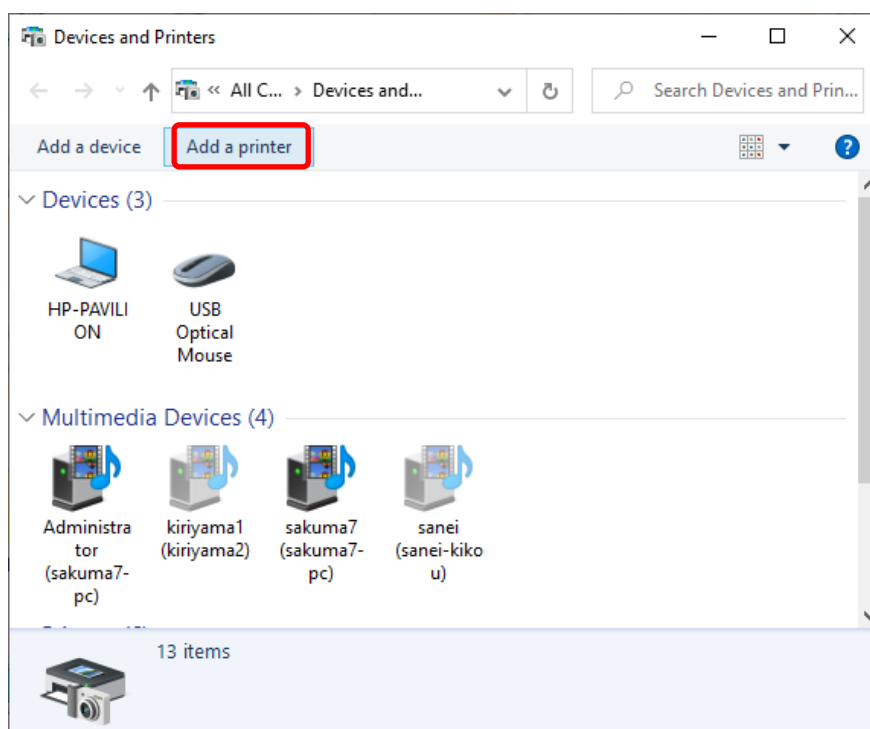 Devices and Printers
« All C... › Devices and...
Search Devices and Prin...
Add a device
Add a printer
?
Devices (3)
HP-PAVILI
ON
USB
Optical
Mouse
Multimedia Devices (4)
Administra
tor
(sakuma7-
pc)
kiriyama1
(kiriyama2)
sakuma7
(sakuma7-
pc)
sanei
(sanei-kiko
u)
13 items